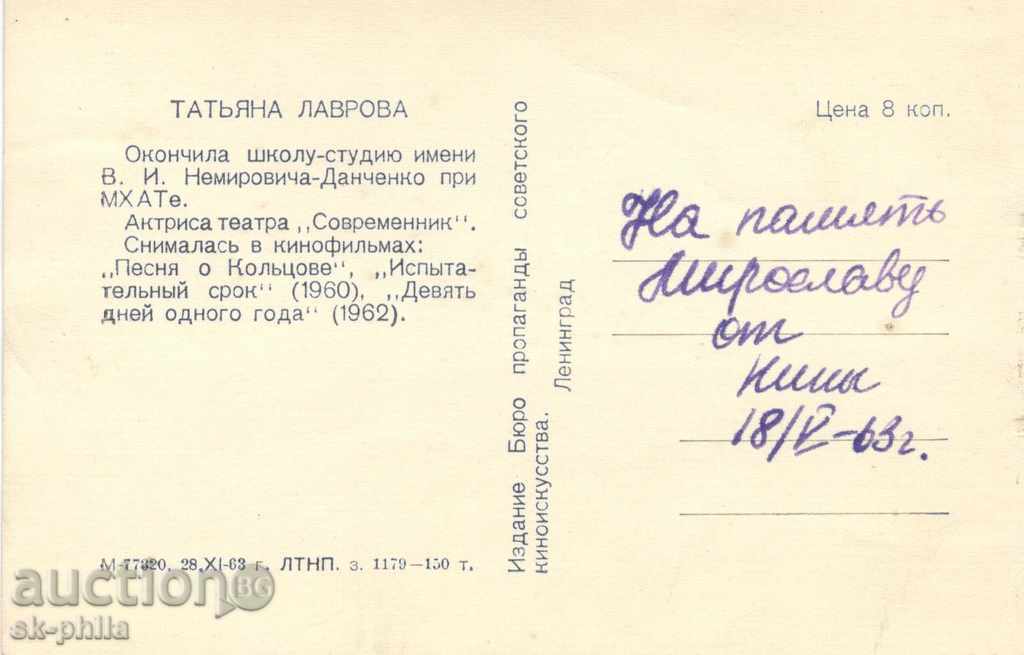 ТАТЬЯНА ЛАВРОВА
Окончила школу-студию имени
В. И. Немировича-Данченко при
МХАТе.
Актриса театра „Современник“.
Снималась в кинофильмах:
„Песня о Кольцове“, „Испыта-
тельный срок“ (1960), „Девять
дней одного года“ (1962).
М-77320. 28.XI-63 г. ЛТНП. з. 1179—150 т.
Издание Бюро пропаганды советского
киноискусства. Ленинград
Цена 8 коп.
На память
Мирославу
от
Нины
18/V-63г.
auction BG
sk-phila